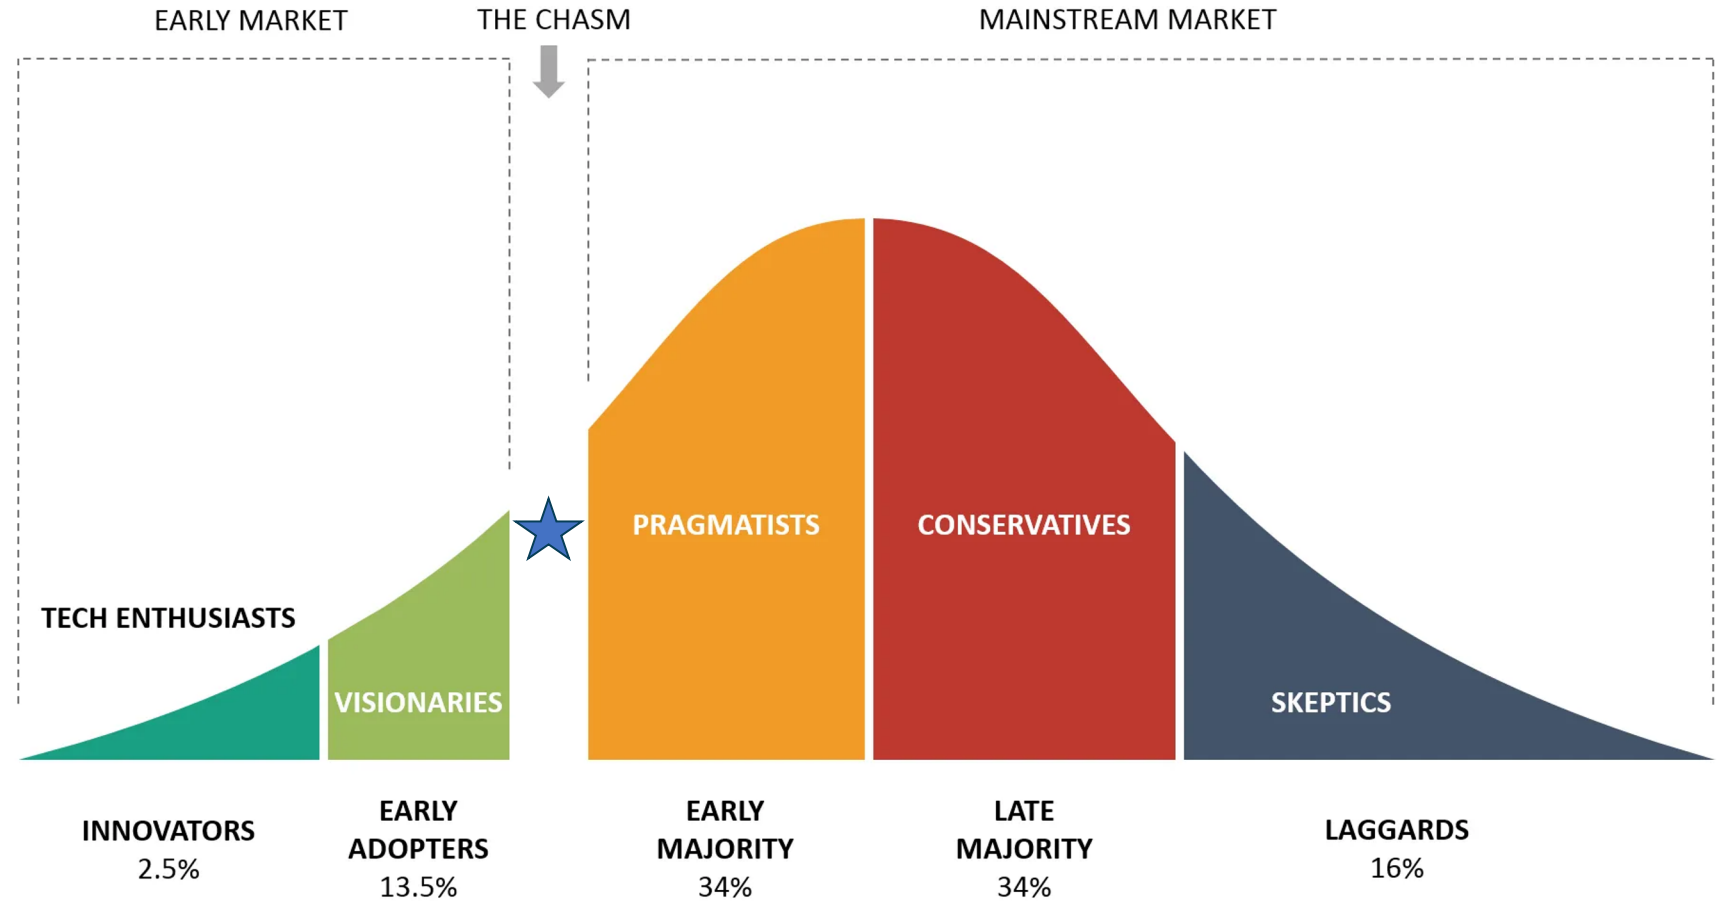 EARLY MARKET
THE CHASM
MAINSTREAM MARKET
PRAGMATISTS
CONSERVATIVES
TECH ENTHUSIASTS
VISIONARIES
SKEPTICS
INNOVATORS
2.5%
EARLY
ADOPTERS
13.5%
EARLY
MAJORITY
34%
LATE
MAJORITY
34%
LAGGARDS
16%